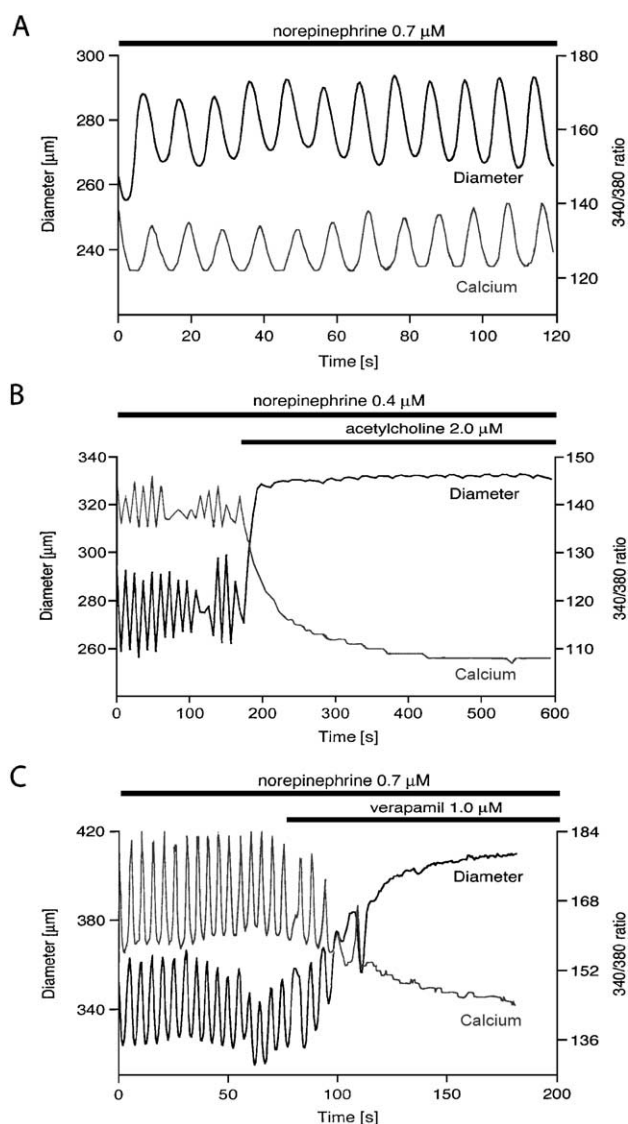 A
norepinephrine 0.7 μM
300
280
260
240
Diameter [μm]
180
160
140
120
340/380 ratio
Diameter
Calcium
0 20 40 60 80 100 120
Time [s]
B
norepinephrine 0.4 μM
acetylcholine 2.0 μM
340
320
300
280
260
Diameter [μm]
150
140
130
120
110
340/380 ratio
Diameter
Calcium
0 100 200 300 400 500 600
Time [s]
C
norepinephrine 0.7 μM
verapamil 1.0 μM
420
380
340
Diameter [μm]
184
168
152
136
340/380 ratio
Diameter
Calcium
0 50 100 150 200
Time [s]